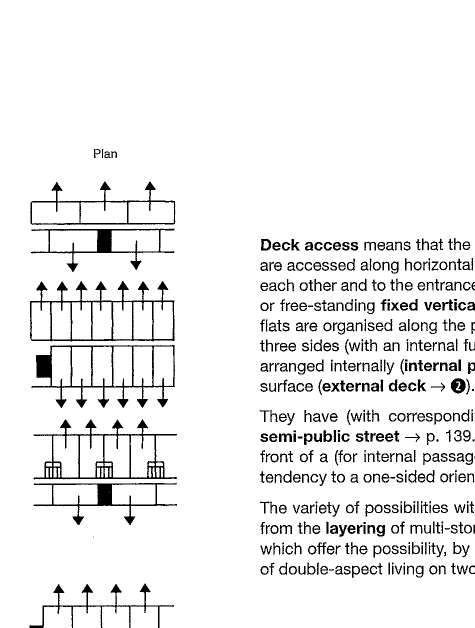 Plan
Deck access means that the
are accessed along horizontal
each other and to the entrance
or free-standing fixed vertica
flats are organised along the p
three sides (with an internal fu
arranged internally (internal p
surface (external deck → ❷).
They have (with correspondi
semi-public street → p. 139.
front of a (for internal passag
tendency to a one-sided orien
The variety of possibilities wit
from the layering of multi-stor
which offer the possibility, by
of double-aspect living on two